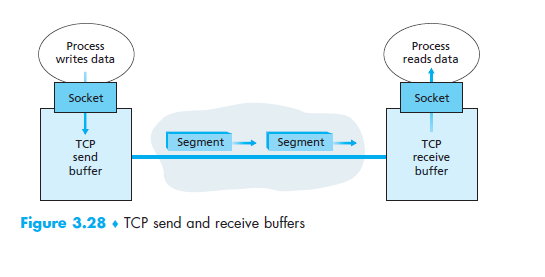 Process
writes data
Process
reads data
Socket
Socket
TCP
send
buffer
Segment
Segment
TCP
receive
buffer
Figure 3.28 ♦ TCP send and receive buffers